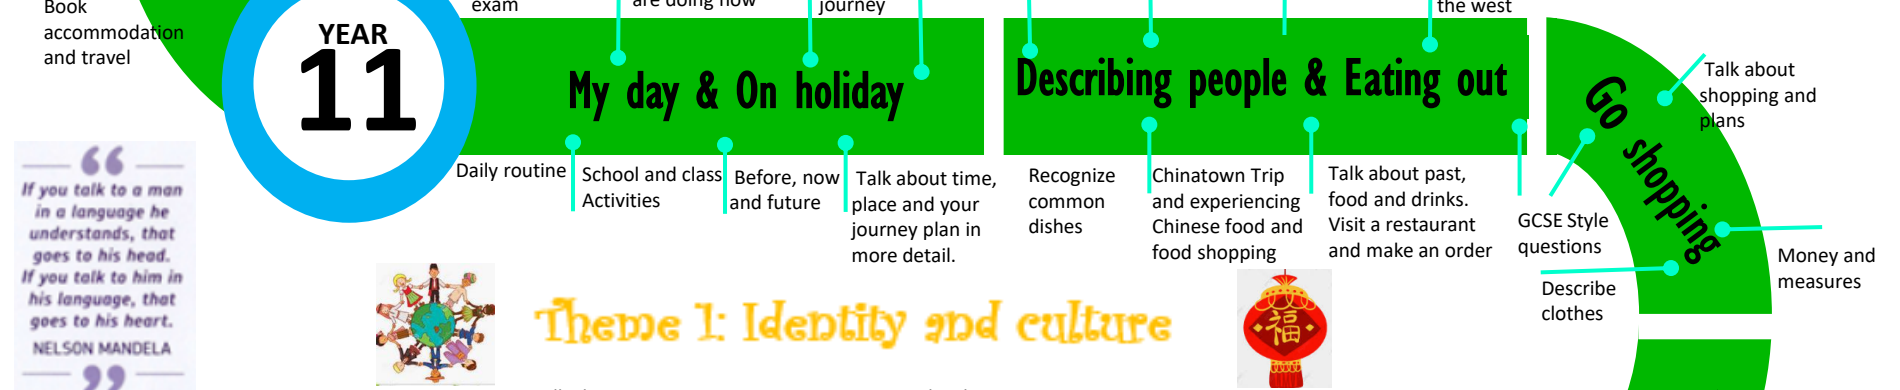 Book
accommodation
and travel
exam
are doing now
journey
the west
YEAR
11
My day & On holiday
Describing people & Eating out
Go shopping
Talk about
shopping and
plans
Daily routine
School and class
Activities
Before, now
and future
Talk about time,
place and your
journey plan in
more detail.
Recognize
common
dishes
Chinatown Trip
and experiencing
Chinese food and
food shopping
Talk about past,
food and drinks.
Visit a restaurant
and make an order
GCSE Style
questions
Money and
measures
Describe
clothes
“
If you talk to a man
in a language he
understands, that
goes to his head.
If you talk to him in
his language, that
goes to his heart.
NELSON MANDELA
”
Theme 1: Identity and culture
福